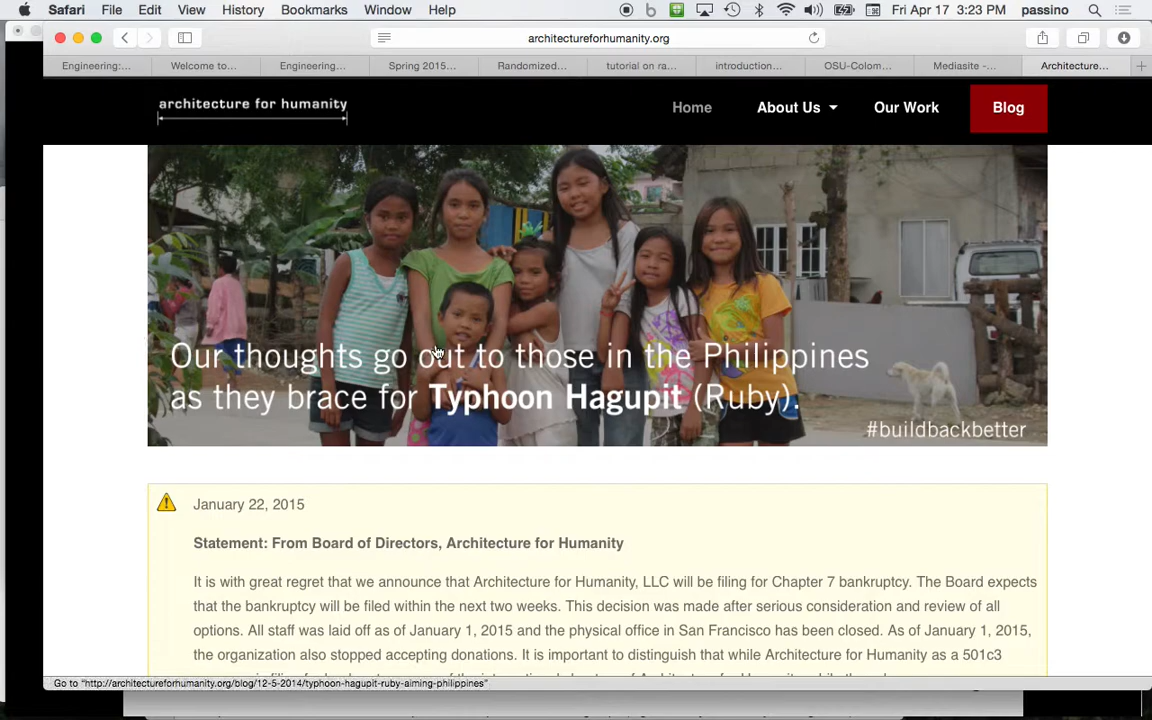 Safari File Edit View History Bookmarks Window Help Fri Apr 17 3:23 PM passino
architectureforhumanity.org
Engineering:... Welcome to... Engineering... Spring 2015... Randomized... tutorial on ra... introduction... OSU-Colom... Mediasite -... Architecture...
architecture for humanity
Home About Us Our Work Blog
Our thoughts go out to those in the Philippines
as they brace for Typhoon Hagupit (Ruby).
#buildbackbetter
January 22, 2015
Statement: From Board of Directors, Architecture for Humanity
It is with great regret that we announce that Architecture for Humanity, LLC will be filing for Chapter 7 bankruptcy. The Board expects
that the bankruptcy will be filed within the next two weeks. This decision was made after serious consideration and review of all
options. All staff was laid off as of January 1, 2015 and the physical office in San Francisco has been closed. As of January 1, 2015,
the organization also stopped accepting donations. It is important to distinguish that while Architecture for Humanity as a 501c3
Go to "http://architectureforhumanity.org/blog/12-5-2014/typhoon-hagupit-ruby-aiming-philippines"